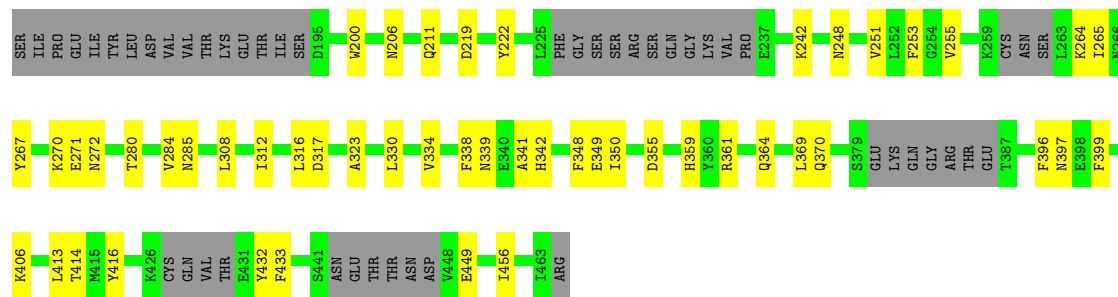 SER ILE PRO GLU ILE TYR LEU ASP VAL VAL THR LYS GLU THR ILE SER D195 W200 N206 Q211 D219 Y222 L225 PHE GLY SER SER ARG SER GLN GLY LYS VAL PRO E237 K242 N248 V251 L252 F253 G254 V255 K259 CYS ASN SER L263 K264 I265 N266
Y267 K270 E271 N272 T280 V284 N285 L308 I312 L316 D317 A323 L330 V334 F338 N339 E340 A341 H342 F348 E349 I350 D355 H359 Y360 R361 Q364 L369 Q370 S379 GLU LYS GLN GLY ARG THR GLU T387 F396 N397 E398 F399
K406 L413 T414 M415 Y416 K426 CYS GLN VAL THR E431 Y432 F433 S441 ASN GLU THR THR ASN ASP V448 E449 I456 I463 ARG